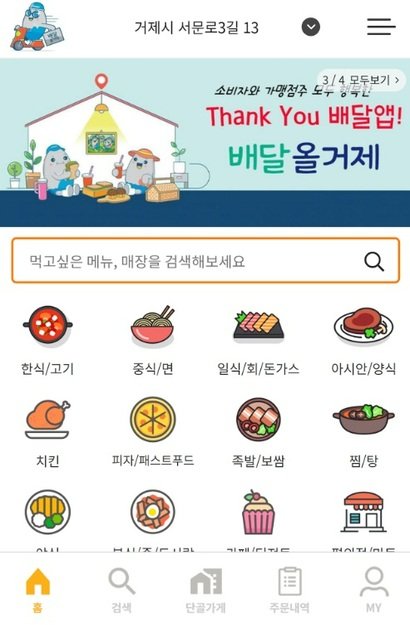 거제시 서문로3길 13
3 / 4 모두보기 >
소비자와 가맹점주 모두 행복한
Thank You 배달앱!
배달올거제
먹고싶은 메뉴, 매장을 검색해보세요
한식/고기
중식/면
일식/회/돈가스
아시안/양식
치킨
피자/패스트푸드
족발/보쌈
찜/탕
홈
검색
단골가게
주문내역
MY